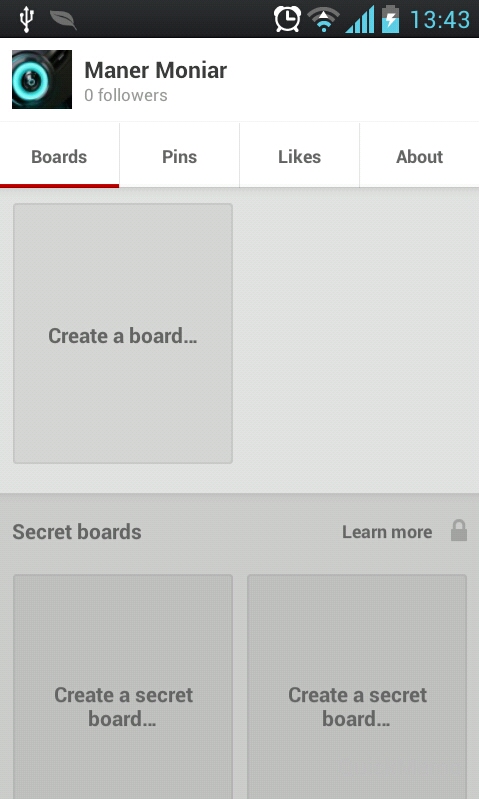 13:43
Maner Moniar
0 followers
Boards Pins Likes About
Create a board...
Secret boards Learn more
Create a secret board...
Create a secret board...